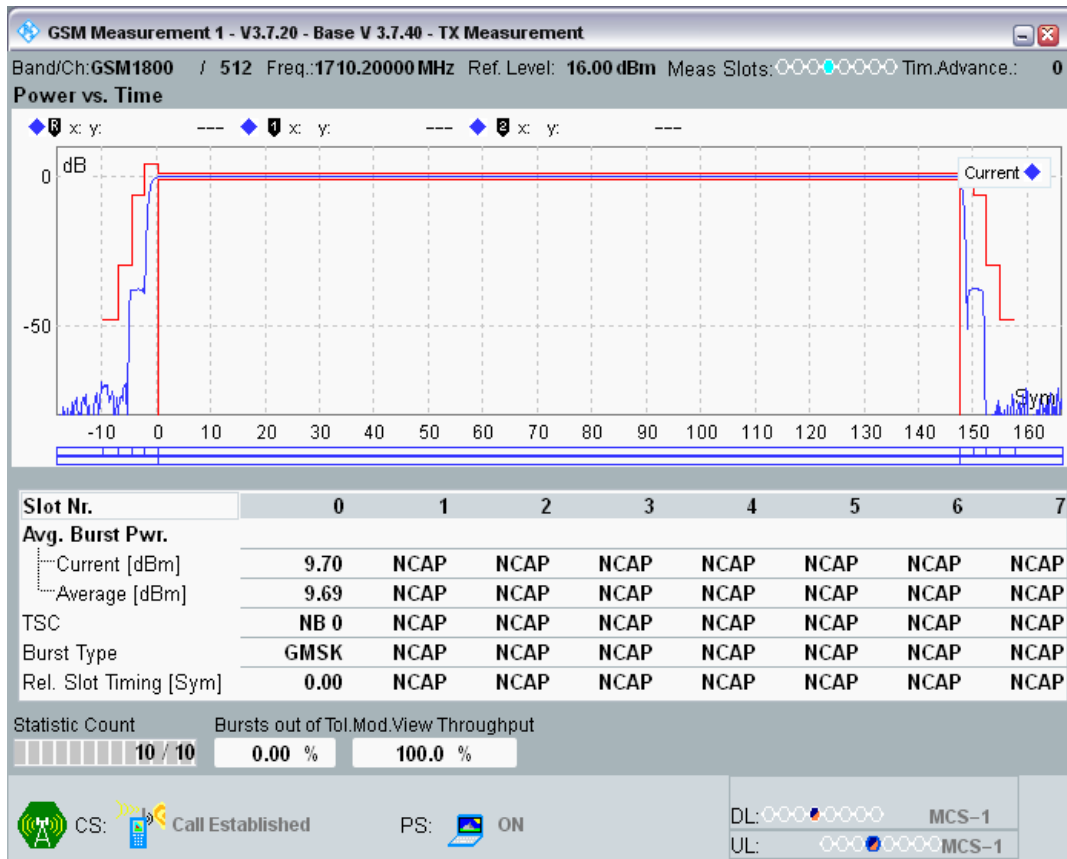 GSM Measurement 1 - V3.7.20 - Base V 3.7.40 - TX Measurement
Band/Ch:GSM1800 / 512 Freq.:1710.20000 MHz Ref. Level: 16.00 dBm Meas Slots: Tim.Advance.: 0
Power vs. Time
R x: y: --- 1 x: y: --- 2 x: y: ---
dB
Current
0
-50
Sym
-10 0 10 20 30 40 50 60 70 80 90 100 110 120 130 140 150 160
Slot Nr. 0 1 2 3 4 5 6 7
Avg. Burst Pwr.
Current [dBm] 9.70 NCAP NCAP NCAP NCAP NCAP NCAP NCAP
Average [dBm] 9.69 NCAP NCAP NCAP NCAP NCAP NCAP NCAP
TSC NB 0 NCAP NCAP NCAP NCAP NCAP NCAP NCAP
Burst Type GMSK NCAP NCAP NCAP NCAP NCAP NCAP NCAP
Rel. Slot Timing [Sym] 0.00 NCAP NCAP NCAP NCAP NCAP NCAP NCAP
Statistic Count Bursts out of Tol. Mod.View Throughput
10 / 10 0.00 % 100.0 %
CS: Call Established PS: ON
DL: MCS-1
UL: MCS-1